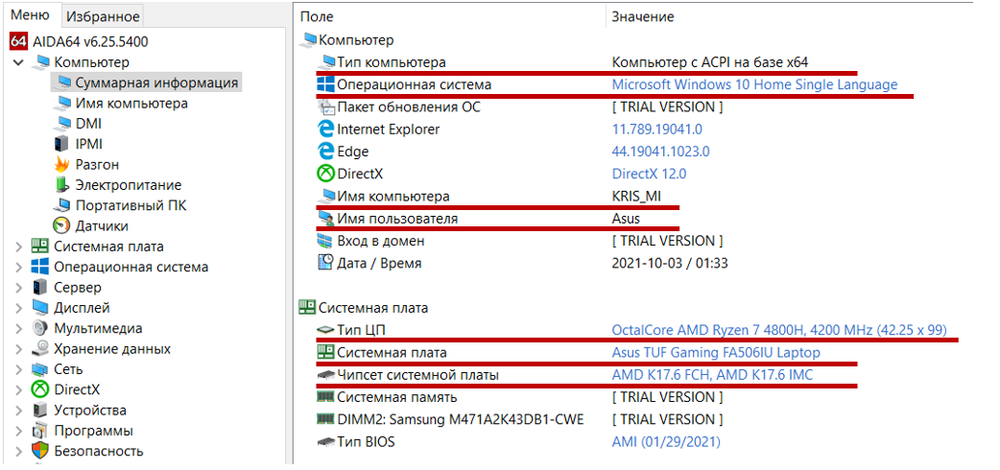 Меню Избранное
64 AIDA64 v6.25.5400
Компьютер
Суммарная информация
Имя компьютера
DMI
IPMI
Разгон
Электропитание
Портативный ПК
Датчики
Системная плата
Операционная система
Сервер
Дисплей
Мультимедиа
Хранение данных
Сеть
DirectX
Устройства
Программы
Безопасность
Поле Значение
Компьютер
Тип компьютера Компьютер с ACPI на базе x64
Операционная система Microsoft Windows 10 Home Single Language
Пакет обновления ОС [ TRIAL VERSION ]
Internet Explorer 11.789.19041.0
Edge 44.19041.1023.0
DirectX DirectX 12.0
Имя компьютера KRIS_MI
Имя пользователя Asus
Вход в домен [ TRIAL VERSION ]
Дата / Время 2021-10-03 / 01:33
Системная плата
Тип ЦП OctalCore AMD Ryzen 7 4800H, 4200 MHz (42.25 x 99)
Системная плата Asus TUF Gaming FA506IU Laptop
Чипсет системной платы AMD K17.6 FCH, AMD K17.6 IMC
Системная память [ TRIAL VERSION ]
DIMM2: Samsung M471A2K43DB1-CWE [ TRIAL VERSION ]
Тип BIOS AMI (01/29/2021)